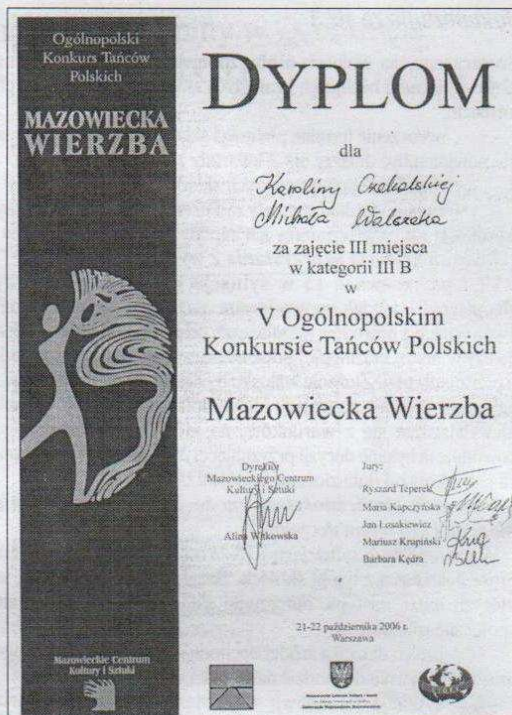 Ogólnopolski
Konkurs Tańców
Polskich
MAZOWIECKA
WIERZBA
DYPLOM
dla
Karoliny Czekalskiej
Michała Walczaka
za zajęcie III miejsca
w kategorii III B
w
V Ogólnopolskim
Konkursie Tańców Polskich
Mazowiecka Wierzba
Dyrektor
Mazowieckiego Centrum
Kultury i Sztuki
Alina Witkowska
Jury:
Ryszard Teperek
Maria Kapczyńska
Jan Łosakiewicz
Mariusz Krupiński
Barbara Kędra
21-22 października 2006 r.
Warszawa
Mazowieckie Centrum
Kultury i Sztuki